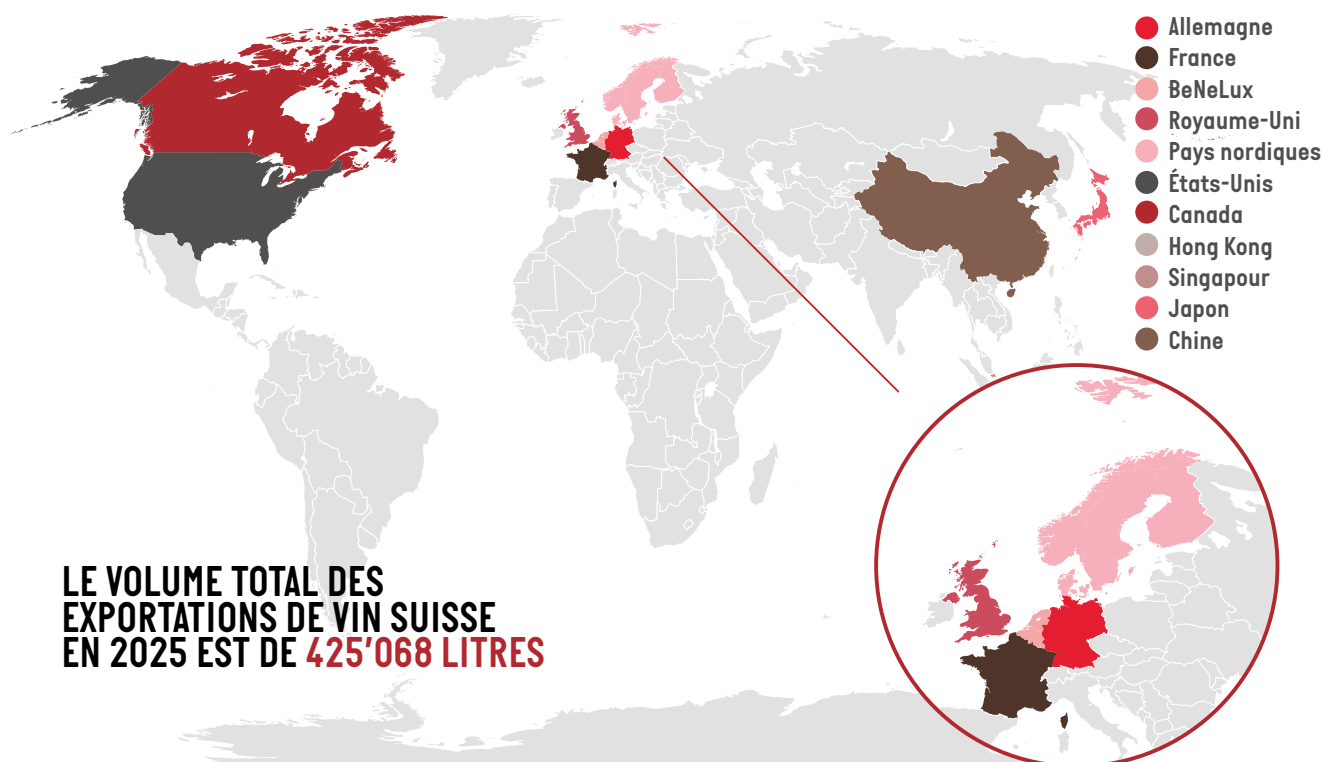 Allemagne
France
BeNeLux
Royaume-Uni
Pays nordiques
États-Unis
Canada
Hong Kong
Singapour
Japon
Chine
LE VOLUME TOTAL DES
EXPORTATIONS DE VIN SUISSE
EN 2025 EST DE 425’068 LITRES